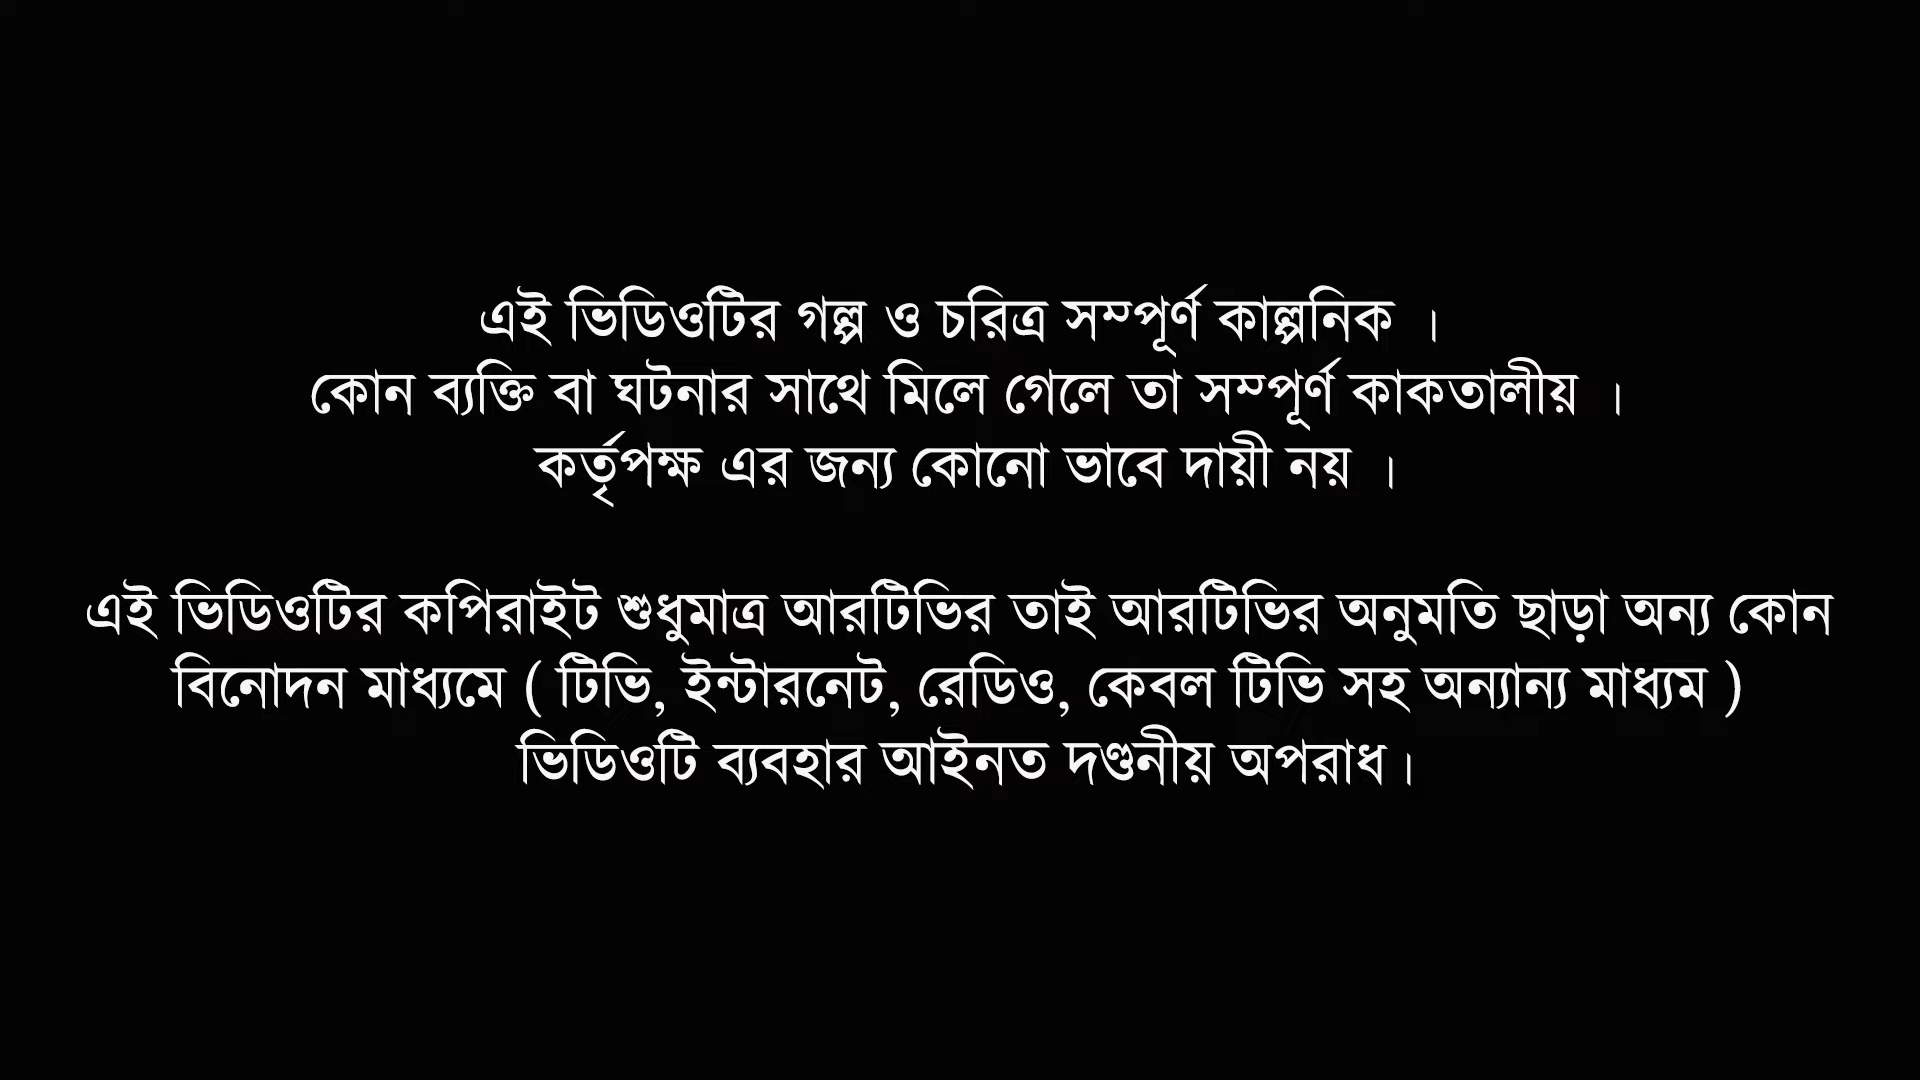 এই ভিডিওটির গল্প ও চরিত্র সম্পূর্ণ কাল্পনিক ।
কোন ব্যক্তি বা ঘটনার সাথে মিলে গেলে তা সম্পূর্ণ কাকতালীয় ।
কর্তৃপক্ষ এর জন্য কোনো ভাবে দায়ী নয় ।
এই ভিডিওটির কপিরাইট শুধুমাত্র আরটিভির তাই আরটিভির অনুমতি ছাড়া অন্য কোন
বিনোদন মাধ্যমে ( টিভি, ইন্টারনেট, রেডিও, কেবল টিভি সহ অন্যান্য মাধ্যম )
ভিডিওটি ব্যবহার আইনত দণ্ডনীয় অপরাধ।